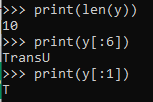 >>> print(len(y))
10
>>> print(y[:6])
TransU
>>> print(y[:1])
T